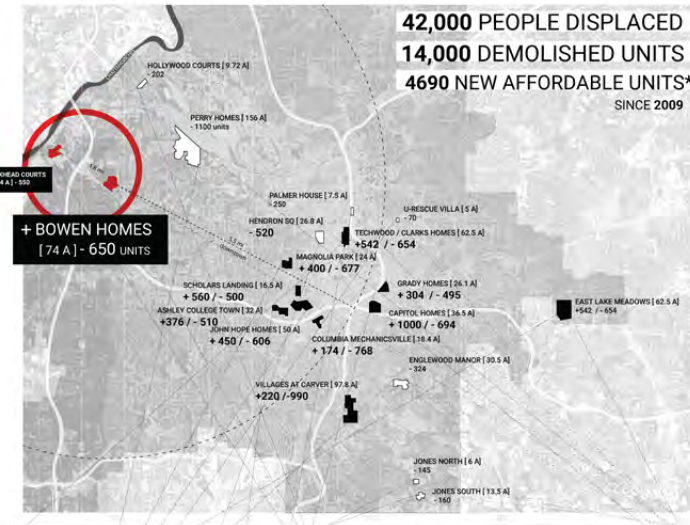 42,000 PEOPLE DISPLACED
14,000 DEMOLISHED UNITS
4690 NEW AFFORDABLE UNITS*
SINCE 2009
HOLLYWOOD COURTS [ 9.72 A]
- 202
PERRY HOMES [ 156 A]
- 1100 units
KHEAD COURTS
4 A ] - 550
+ BOWEN HOMES
[ 74 A ] - 650 UNITS
PALMER HOUSE [ 7.5 A]
- 250
U-RESCUE VILLA [ 5 A]
- 70
HENDRON SQ [ 26.8 A]
- 520
TECHWOOD / CLARKS HOMES [ 62.5 A]
+542 / - 654
MAGNOLIA PARK [ 24 A]
+ 400 / - 677
SCHOLARS LANDING [ 16.5 A]
+ 560 / - 500
GRADY HOMES [ 26.1 A]
+ 304 / - 495
EAST LAKE MEADOWS [ 62.5 A]
+542 / - 654
ASHLEY COLLEGE TOWN [ 32 A]
+376 / - 510
CAPITOL HOMES [ 36.5 A]
+ 1000 / - 694
JOHN HOPE HOMES [ 50 A]
+ 450 / - 606
COLUMBIA MECHANICSVILLE [ 18.4 A]
+ 174 / - 768
ENGLEWOOD MANOR [ 30.5 A]
- 324
VILLAGES AT CARVER [ 97.8 A]
+220 /-990
JONES NORTH [ 6 A]
- 145
JONES SOUTH [ 13.5 A]
- 160